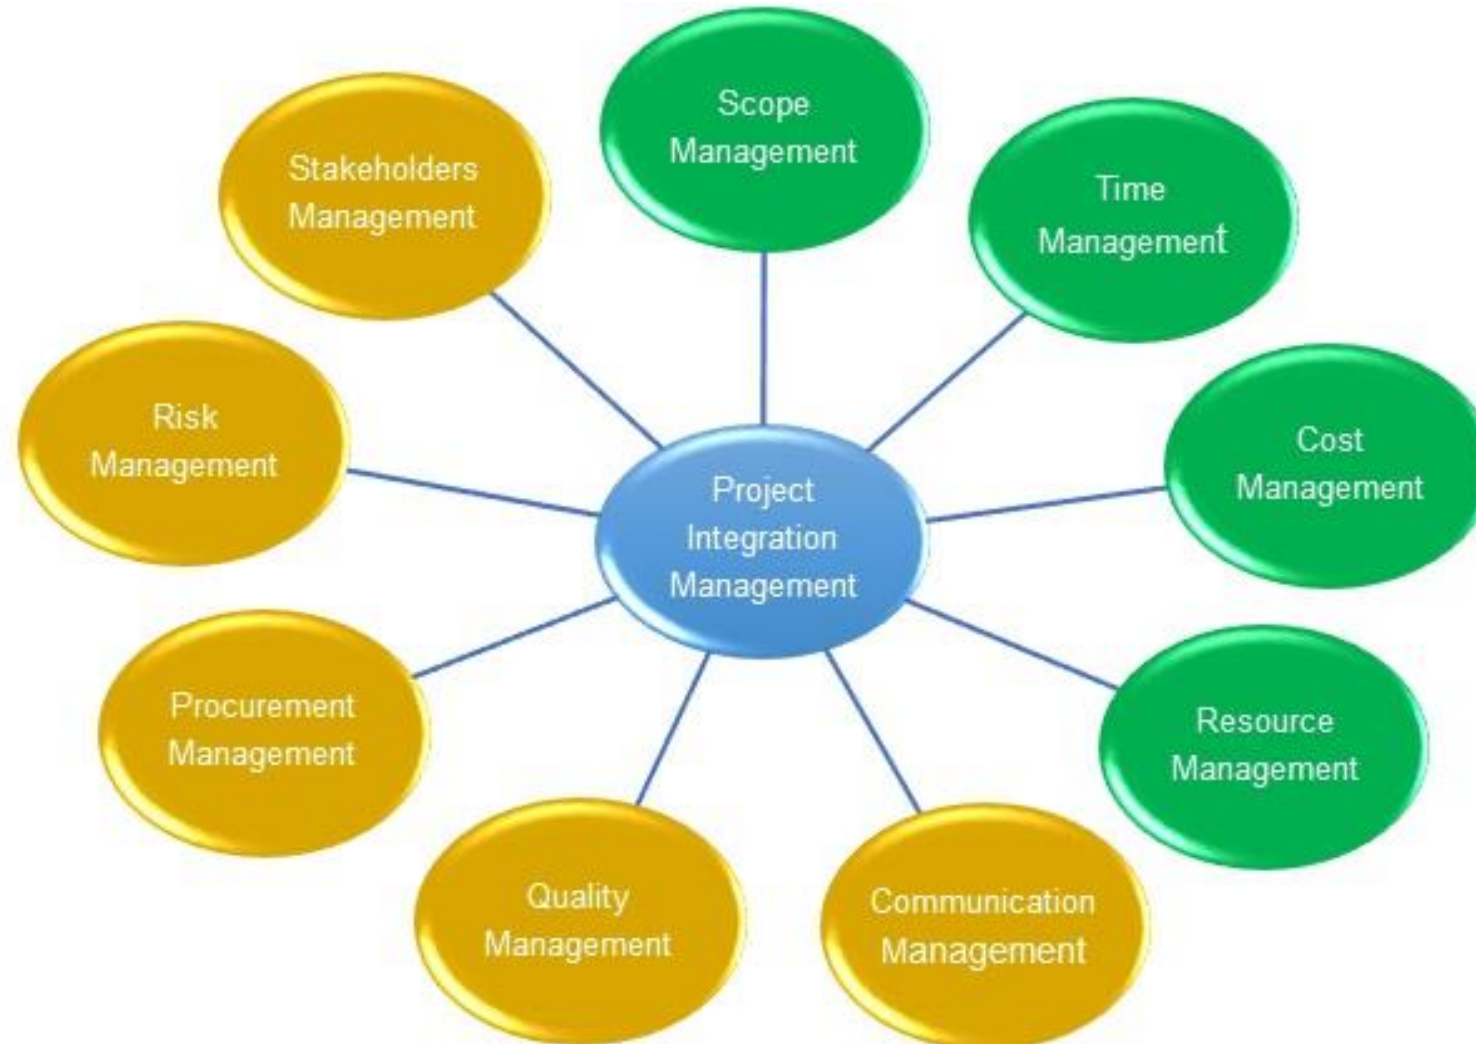 Scope
Management
Time
Management
Cost
Management
Resource
Management
Communication
Management
Quality
Management
Procurement
Management
Risk
Management
Stakeholders
Management
Project
Integration
Management